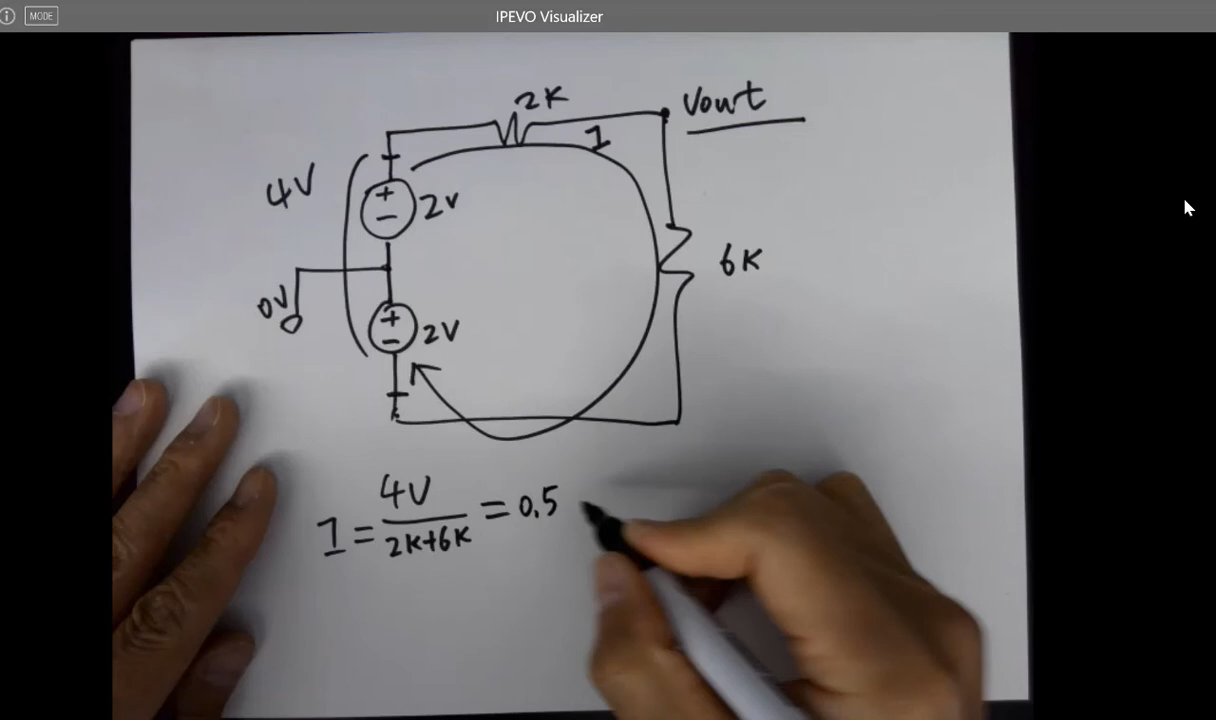 MODE
IPEVO Visualizer
2K
Vout
I
4V
+
−
2V
6K
0V
+
−
2V
I = 4V / 2K+6K = 0.5